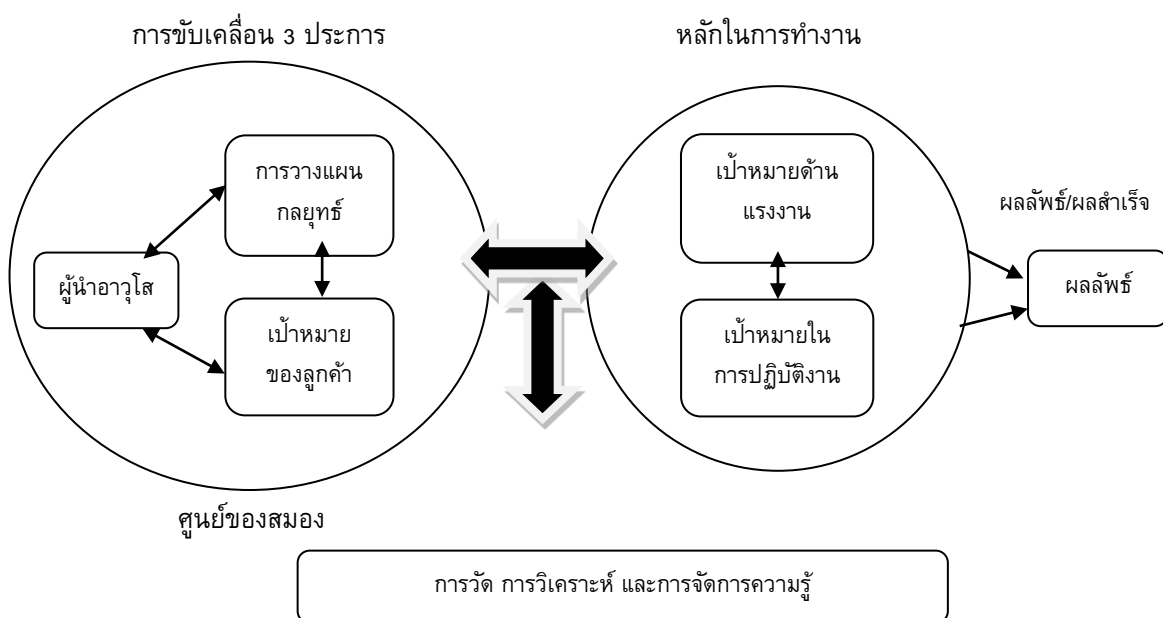 การขับเคลื่อน 3 ประการ
หลักในการทำงาน
การวางแผน
กลยุทธ์
ผู้นำอาวุโส
เป้าหมาย
ของลูกค้า
เป้าหมายด้าน
แรงงาน
เป้าหมายใน
การปฏิบัติงาน
ผลลัพธ์/ผลสำเร็จ
ผลลัพธ์
ศูนย์ของสมอง
การวัด การวิเคราะห์ และการจัดการความรู้